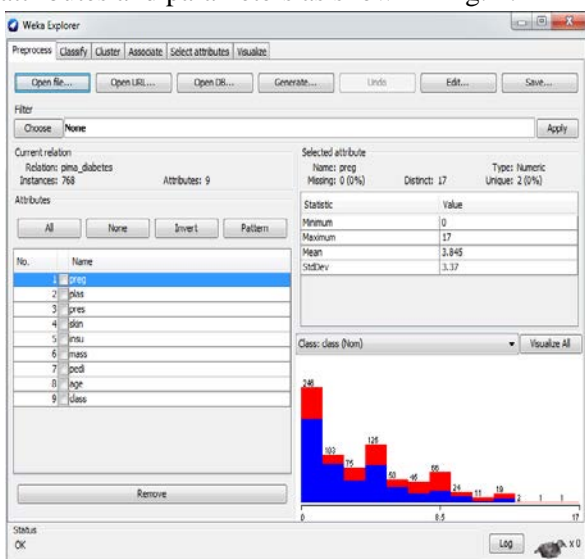 Weka Explorer
Preprocess Classify Cluster Associate Select attributes Visualize
Open file... Open URL... Open DB... Generate... Undo Edit... Save...
Filter
Choose None Apply
Current relation
Relation: pima_diabetes
Instances: 768 Attributes: 9
Selected attribute
Name: preg Type: Numeric
Missing: 0 (0%) Distinct: 17 Unique: 2 (0%)
Statistic Value
Minimum 0
Maximum 17
Mean 3.845
StdDev 3.37
Attributes
All None Invert Pattern
No. Name
1 preg
2 plas
3 pres
4 skin
5 insu
6 mass
7 pedi
8 age
9 class
Remove
Class: class (Nom) Visualize All
246
103
75
125
50
45
66
24
11
19
2
1
1
0 8.5 17
Status
OK
Log x 0